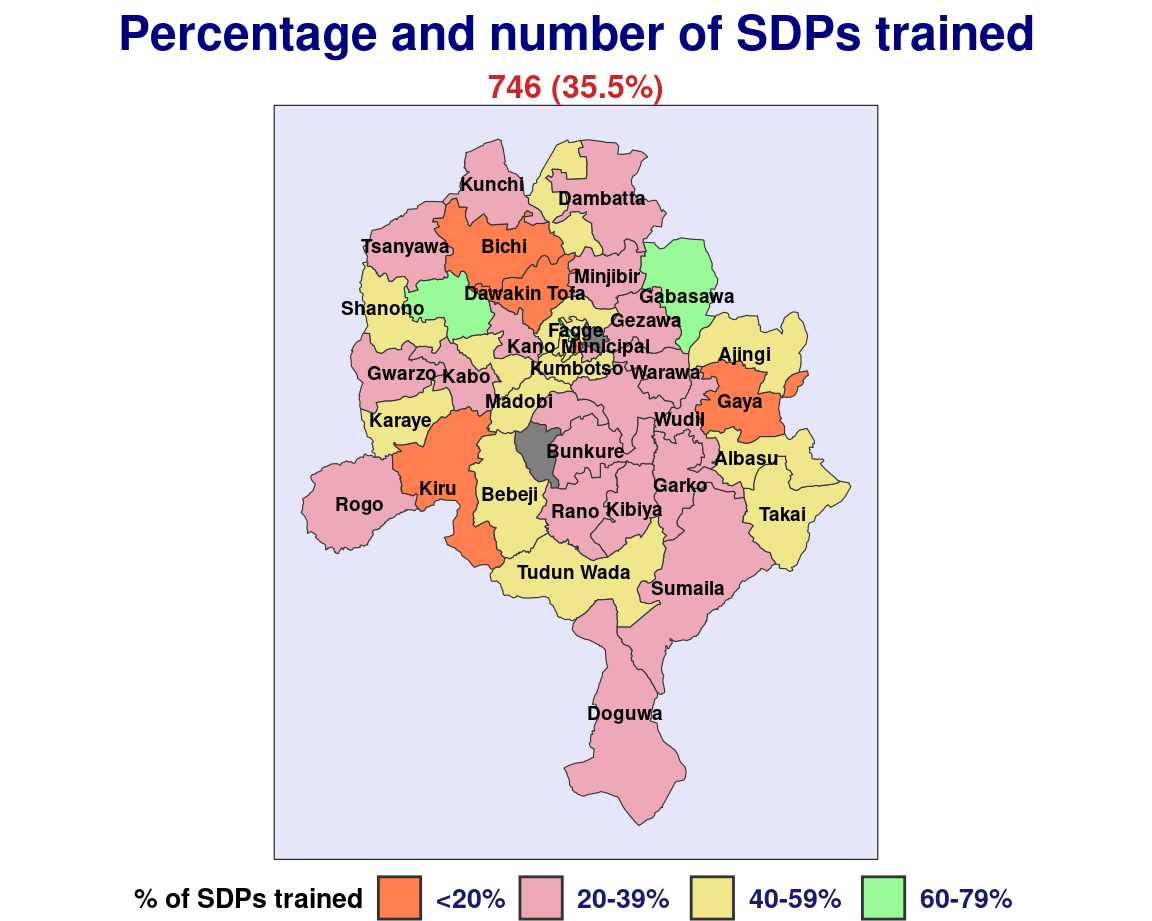 Percentage and number of SDPs trained
746 (35.5%)
Kunchi
Dambatta
Tsanyawa
Bichi
Minjibir
Dawakin Tofa
Gabasawa
Shanono
Gezawa
Fagge
Kano Municipal
Ajingi
Kumbotso
Warawa
Gwarzo
Kabo
Madobi
Gaya
Karaye
Wudil
Bunkure
Albasu
Kiru
Bebeji
Garko
Rogo
Rano
Kibiya
Takai
Tudun Wada
Sumaila
Doguwa
% of SDPs trained <20% 20-39% 40-59% 60-79%